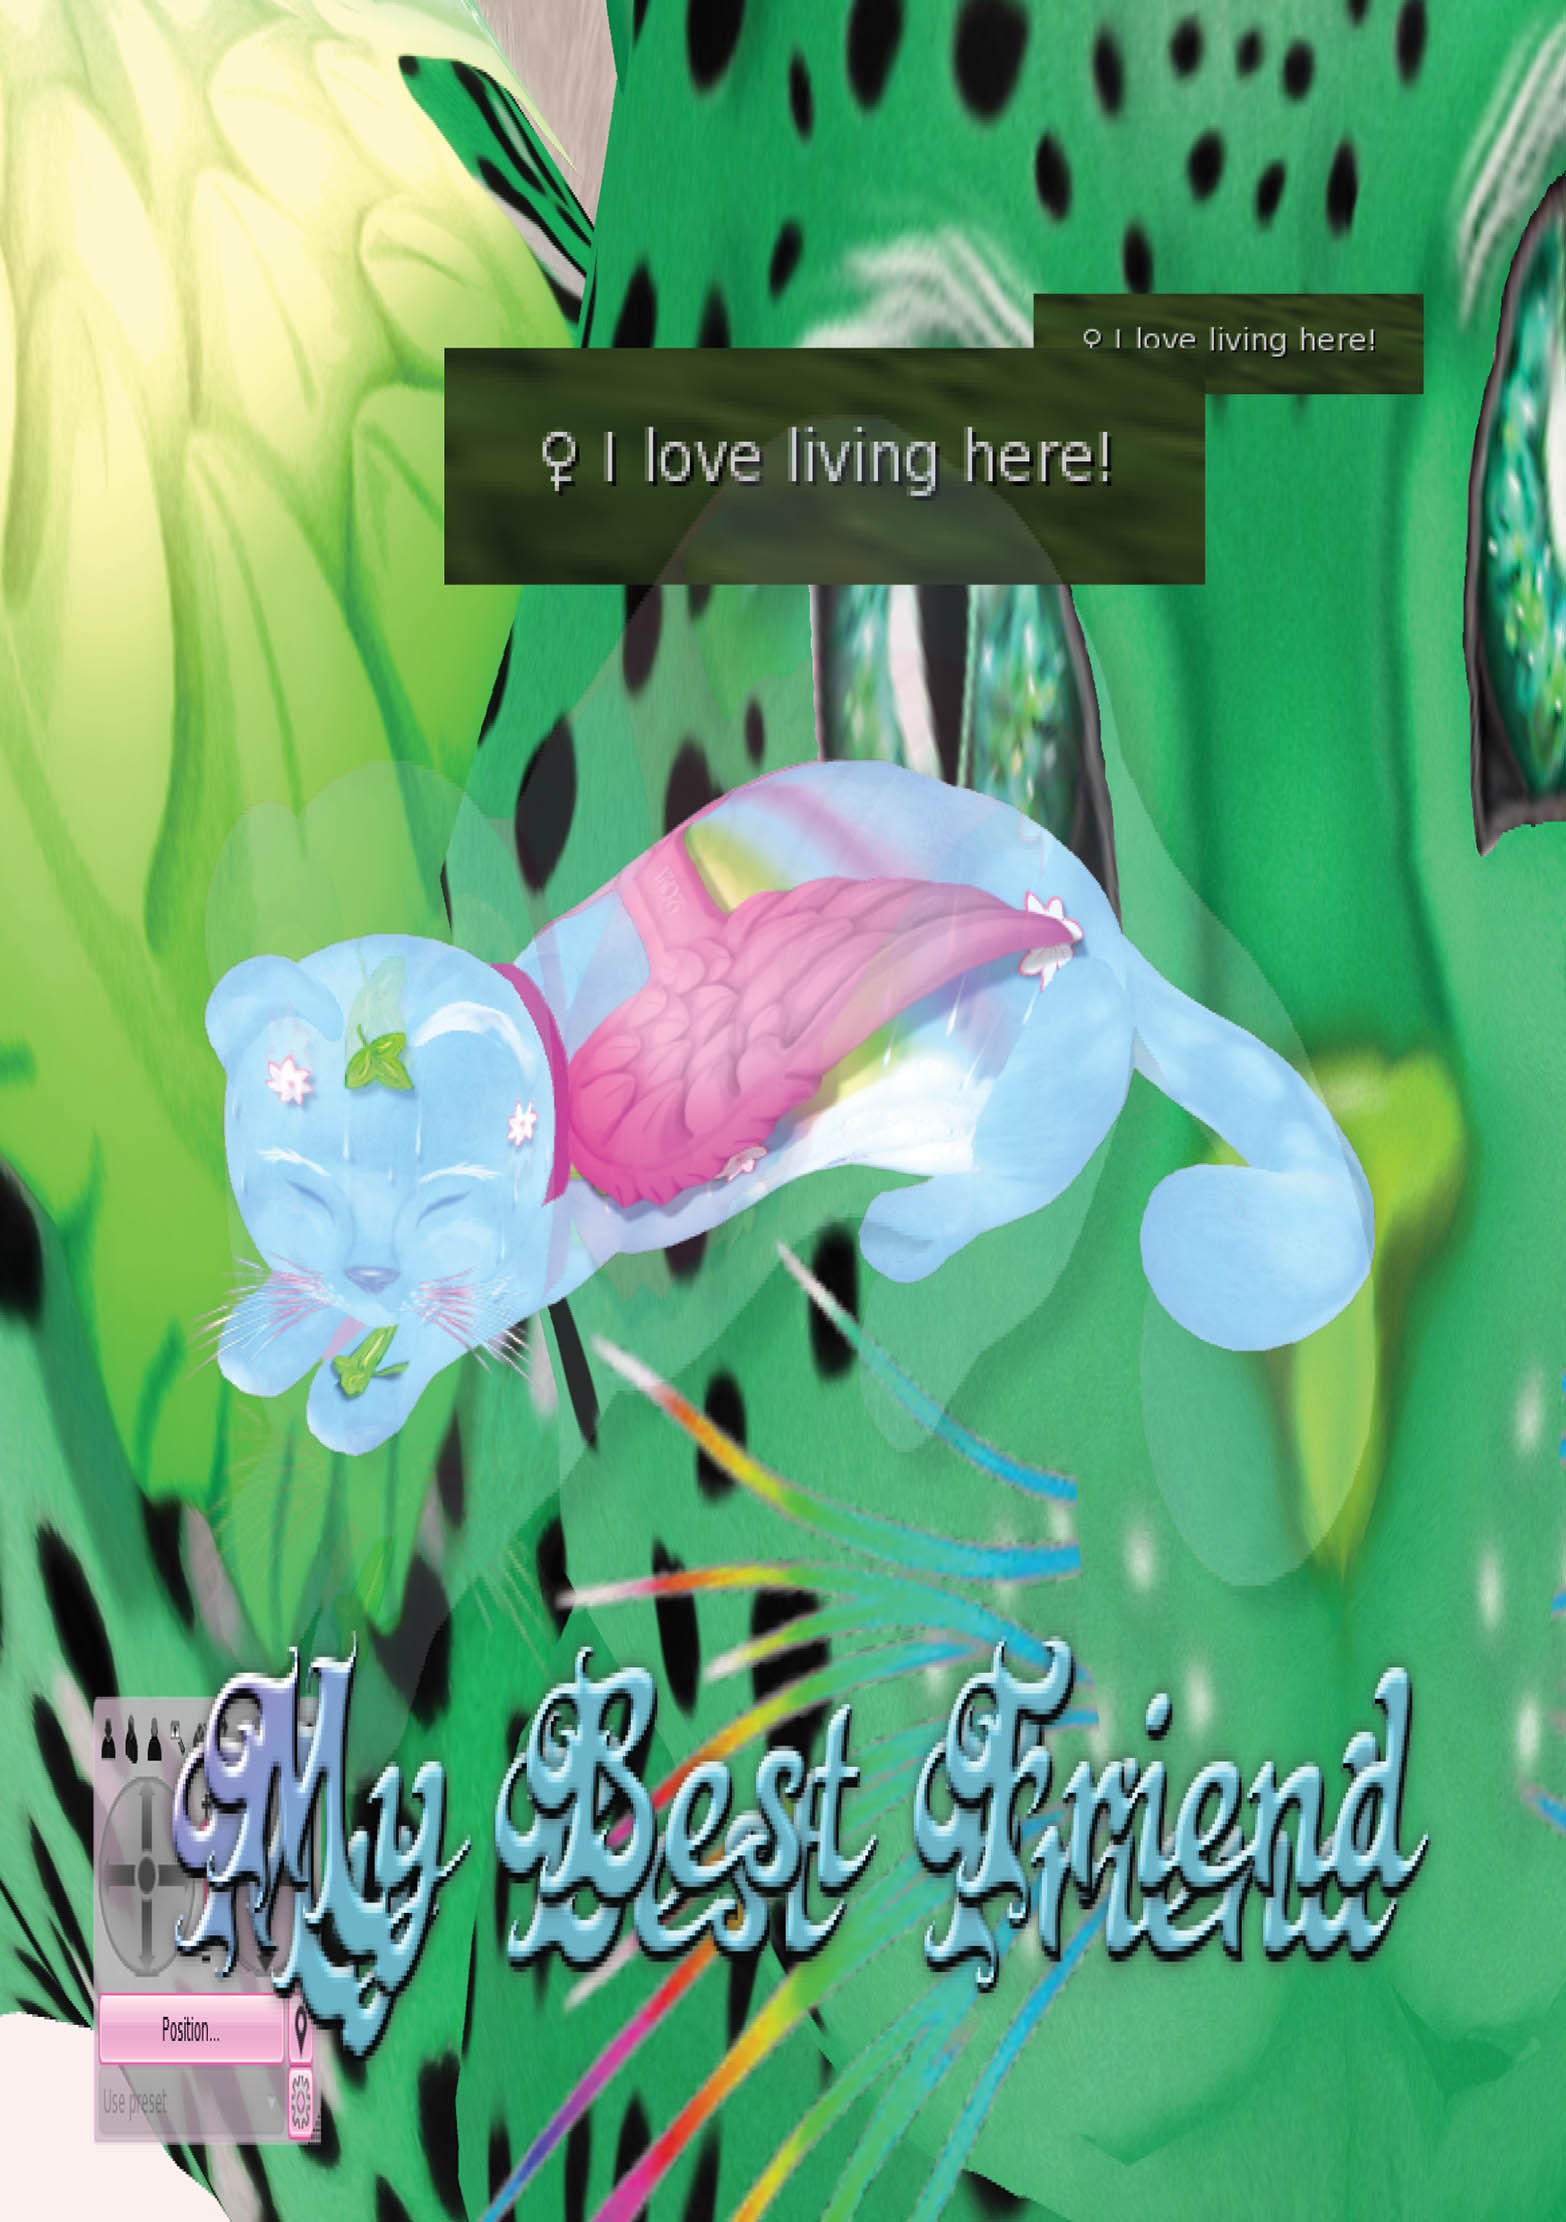 ♀ I love living here!
♀ I love living here!
My Best Friend
Position...
Use preset